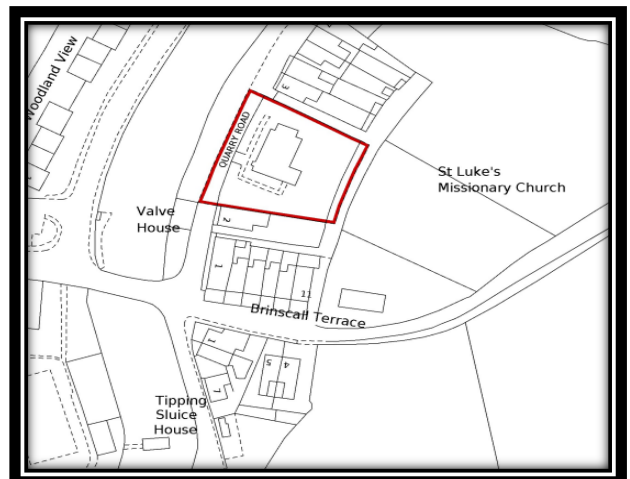 Woodland View
3
QUARRY ROAD
St Luke's
Missionary Church
Valve
House
2
1
11
Brinscall Terrace
1
5
4
7
Tipping
Sluice
House